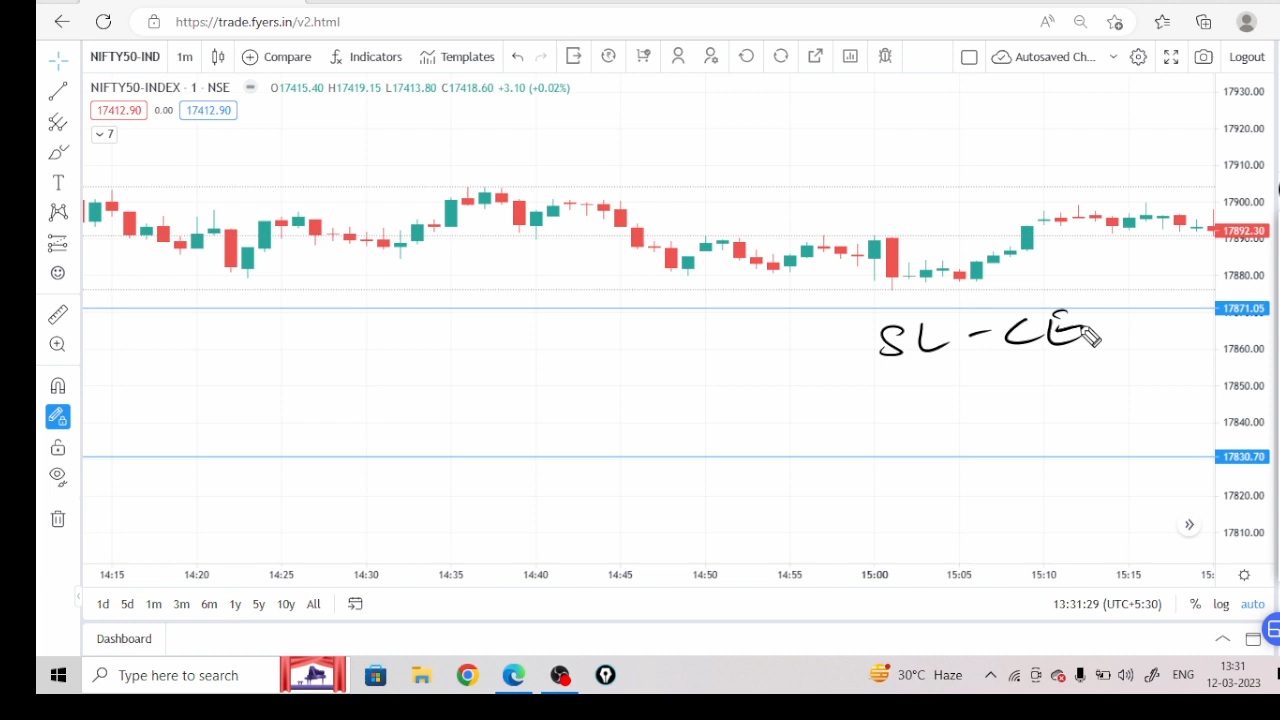 https://trade.fyers.in/v2.html
NIFTY50-IND 1m Compare Indicators Templates Autosaved Ch... Logout
NIFTY50-INDEX · 1 · NSE O17415.40 H17419.15 L17413.80 C17418.60 +3.10 (+0.02%)
17412.90 0.00 17412.90
7
17930.00
17920.00
17910.00
17900.00
17892.30
17880.00
17871.05
17860.00
17850.00
17840.00
17830.70
17820.00
17810.00
SL - CE
14:15 14:20 14:25 14:30 14:35 14:40 14:45 14:50 14:55 15:00 15:05 15:10 15:15 15:
1d 5d 1m 3m 6m 1y 5y 10y All 13:31:29 (UTC+5:30) % log auto
Dashboard
Type here to search 30°C Haze ENG 13:31
12-03-2023